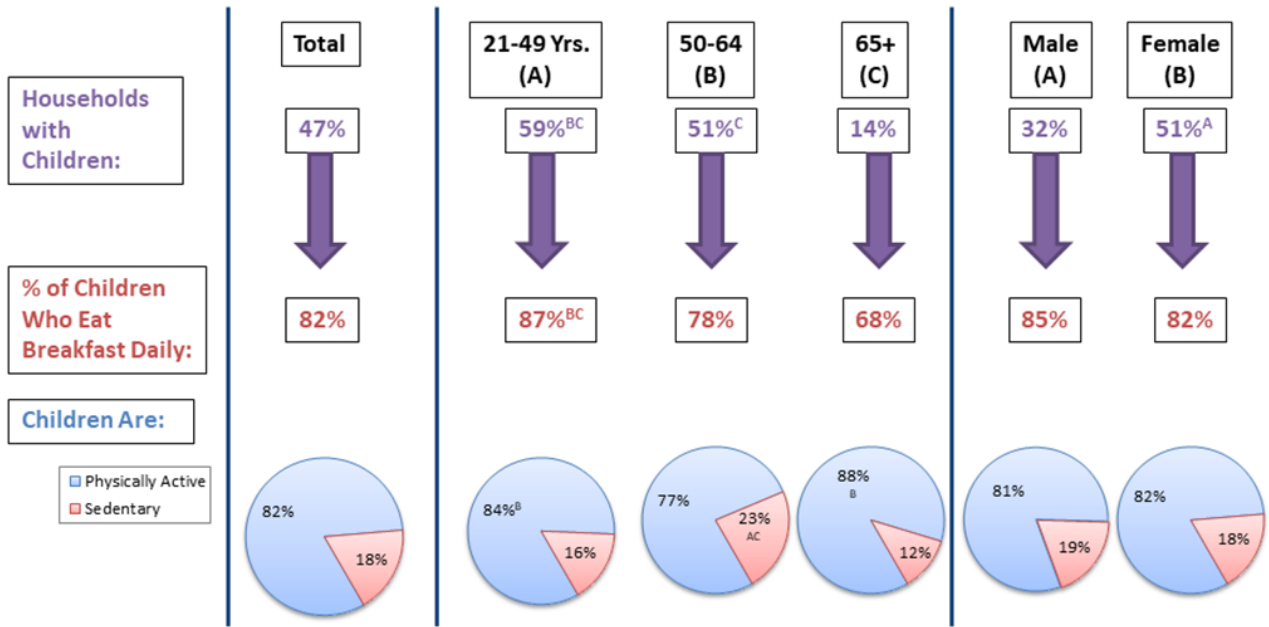 Total
21-49 Yrs.
(A)
50-64
(B)
65+
(C)
Male
(A)
Female
(B)
Households
with
Children:
47%
59%BC
51%C
14%
32%
51%A
% of Children
Who Eat
Breakfast Daily:
82%
87%BC
78%
68%
85%
82%
Children Are:
Physically Active
Sedentary
82%
18%
84%B
16%
77%
23%
AC
88%
B
12%
81%
19%
82%
18%